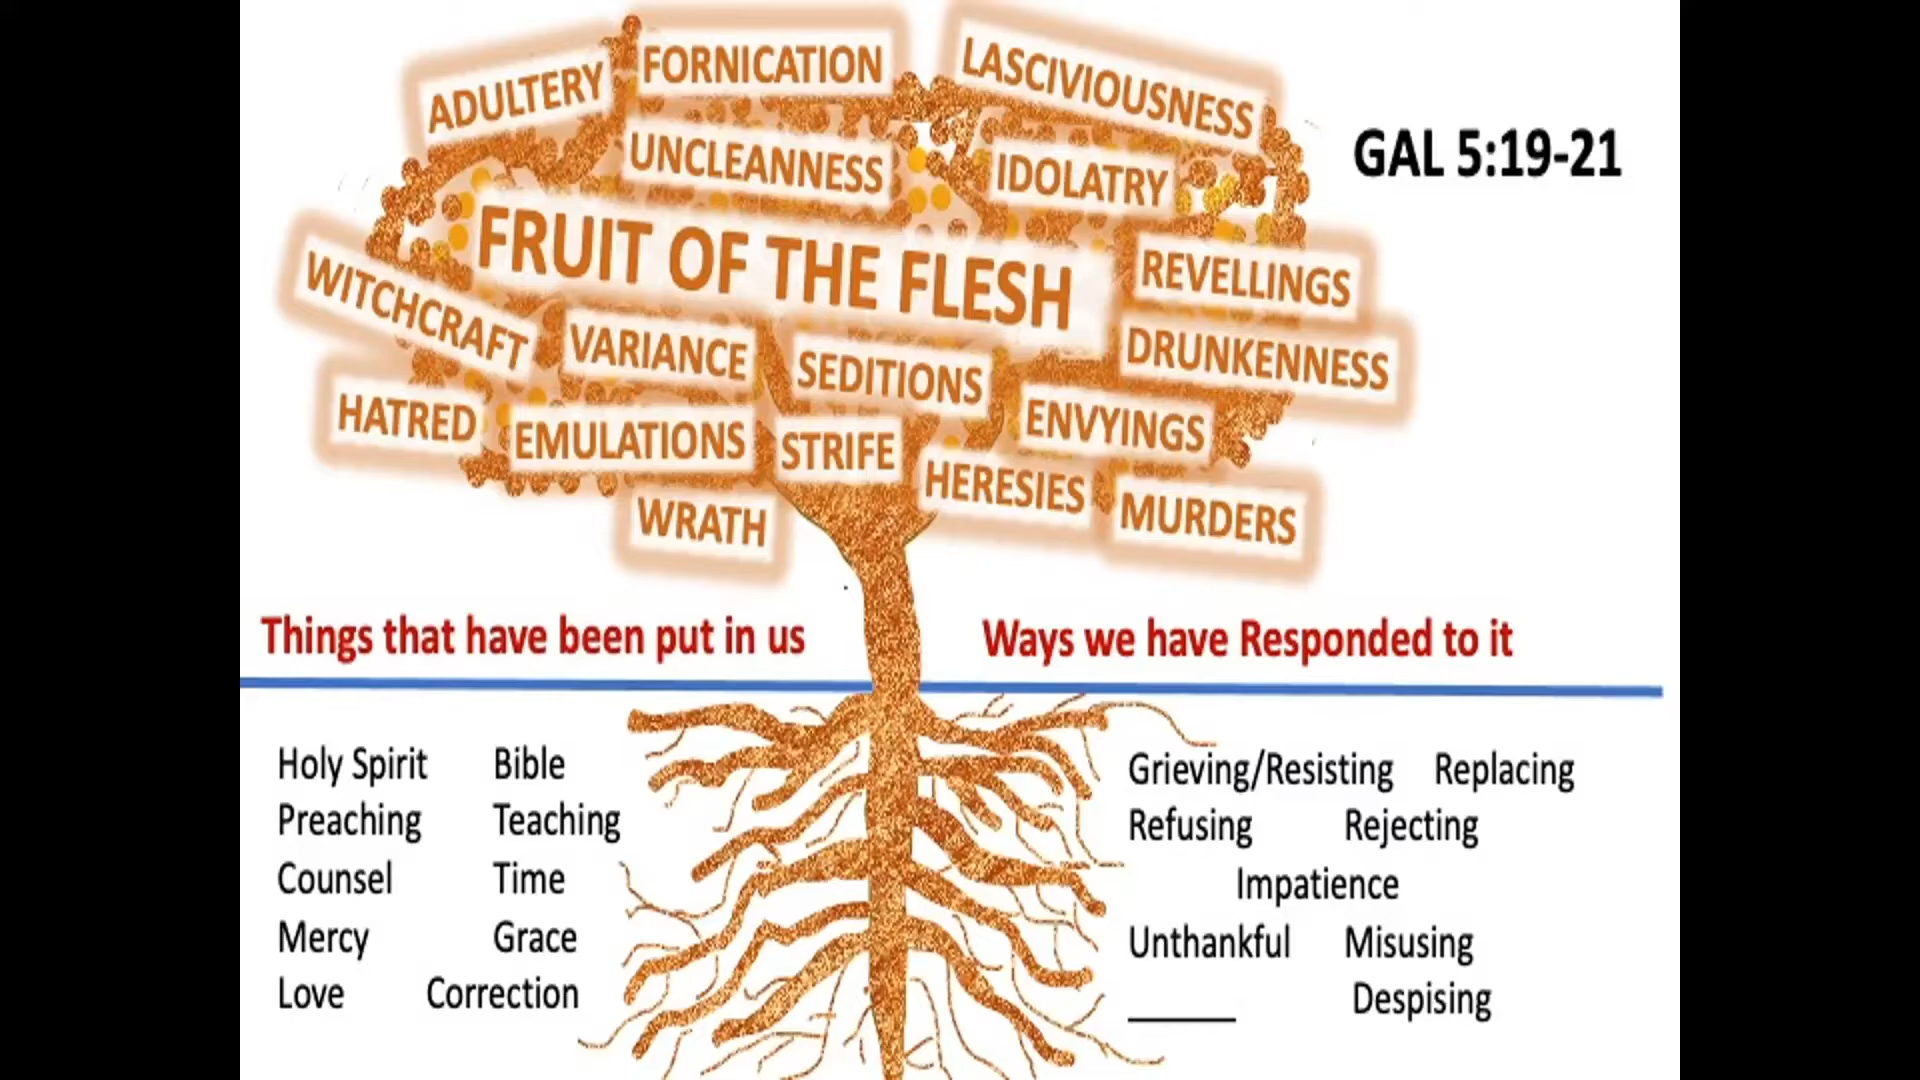 ADULTERY
FORNICATION
LASCIVIOUSNESS
UNCLEANNESS
IDOLATRY
GAL 5:19-21
FRUIT OF THE FLESH
REVELLINGS
WITCHCRAFT
VARIANCE
SEDITIONS
DRUNKENNESS
HATRED
EMULATIONS
STRIFE
ENVYINGS
HERESIES
MURDERS
WRATH
Things that have been put in us
Ways we have Responded to it
Holy Spirit Bible
Preaching Teaching
Counsel Time
Mercy Grace
Love Correction
Grieving/Resisting Replacing
Refusing Rejecting
Impatience
Unthankful Misusing
______ Despising